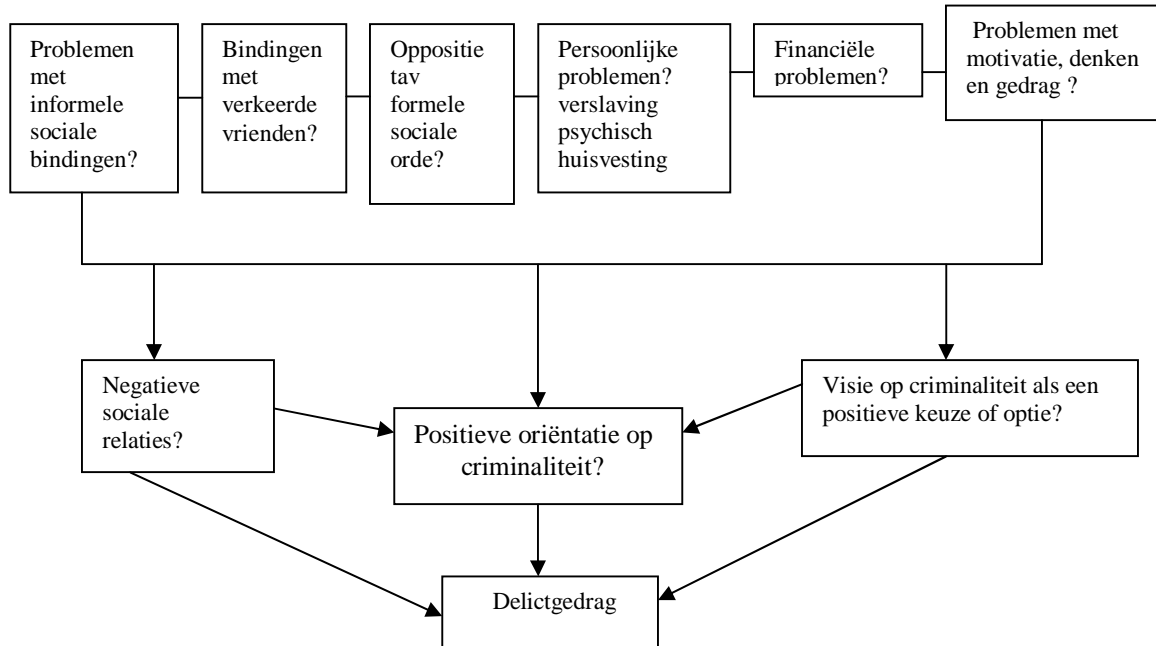 Problemen
met
informele
sociale
bindingen?
Bindingen
met
verkeerde
vrienden?
Oppositie
tav
formele
sociale
orde?
Persoonlijke
problemen?
verslaving
psychisch
huisvesting
Financiële
problemen?
Problemen met
motivatie, denken
en gedrag ?
Negatieve
sociale
relaties?
Positieve oriëntatie op
criminaliteit?
Visie op criminaliteit als een
positieve keuze of optie?
Delictgedrag